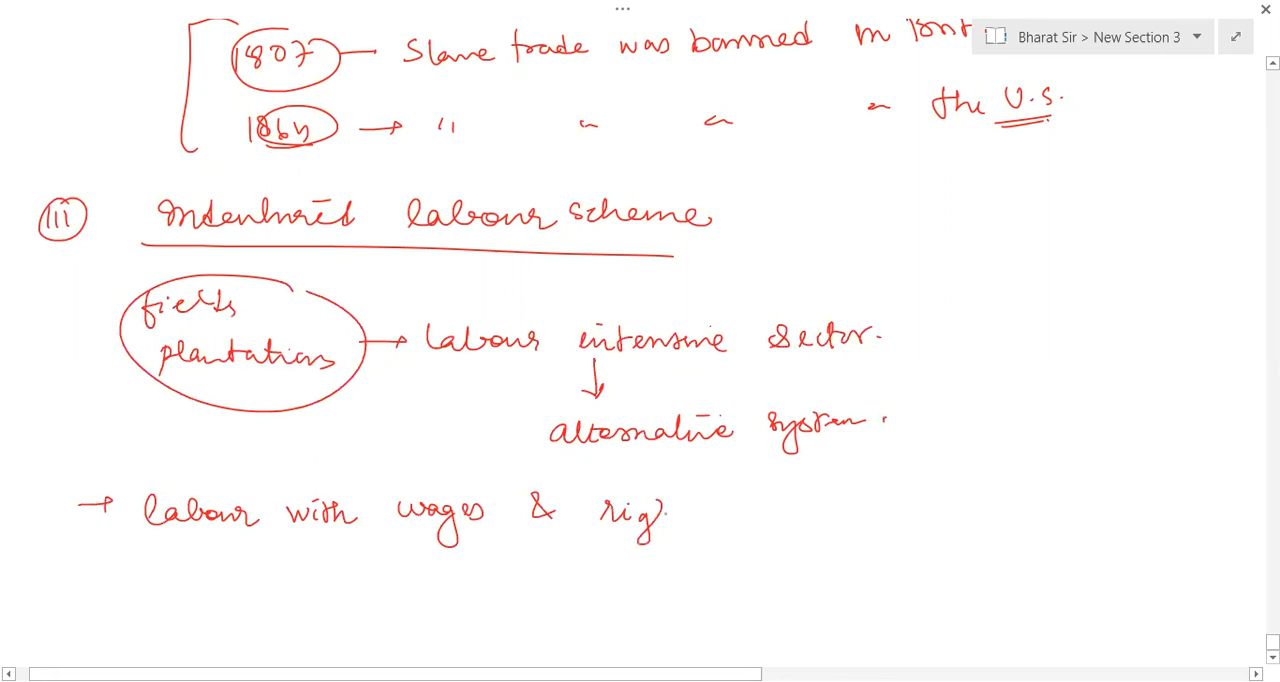 Bharat Sir > New Section 3
1807 — Slave trade was banned in
→ " " " " the U.S.
iii Indentured labour scheme
fields
plantations → labour intensive sector.
↓
alternative system.
→ labour with wages & rig